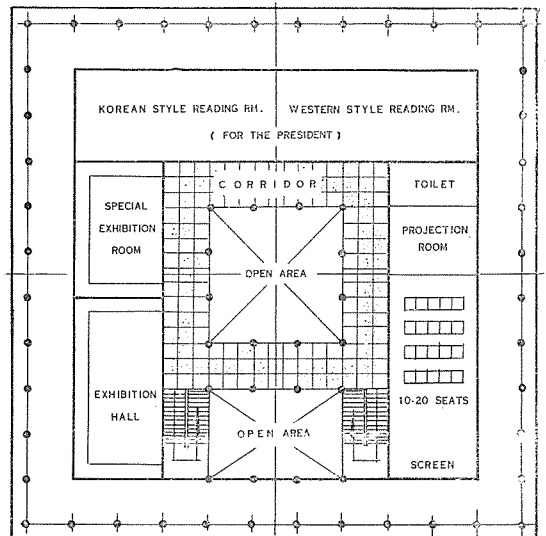 KOREAN STYLE READING RM. WESTERN STYLE READING RM.
( FOR THE PRESIDENT )
CORRIDOR
TOILET
SPECIAL
EXHIBITION
ROOM
PROJECTION
ROOM
OPEN AREA
EXHIBITION
HALL
10-20 SEATS
OPEN AREA
SCREEN